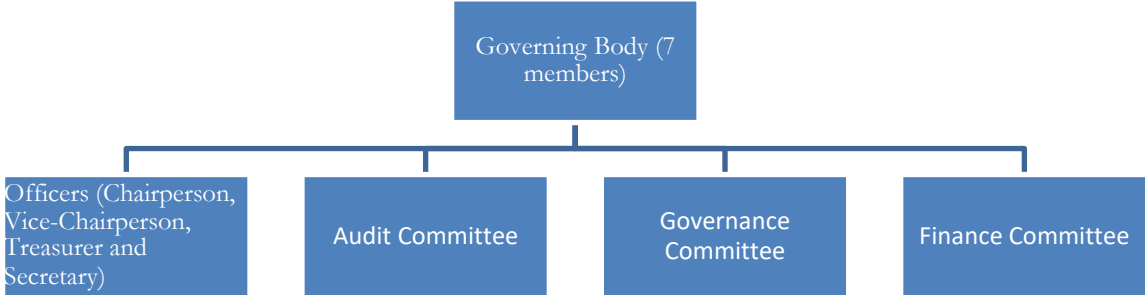 Governing Body (7
members)
Officers (Chairperson,
Vice-Chairperson,
Treasurer and
Secretary)
Audit Committee
Governance
Committee
Finance Committee